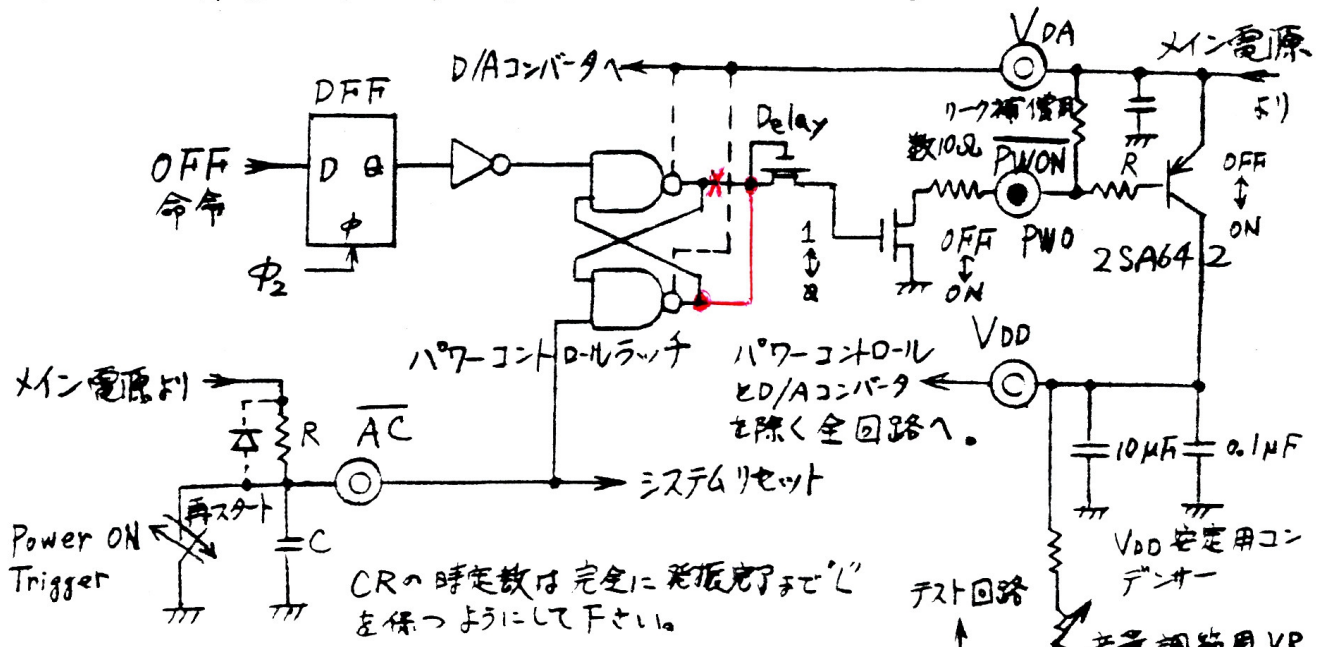 VDA
メイン電源
より
D/Aコンバータへ
DFF
リーク補償用
Delay
数10Ω
PWON
R
OFF
ON
OFF
命令
D Q
φ
φ2
1
OFF
ON
PWO
2SA642
パワーコントロールラッチ
パワーコントロール
とD/Aコンバータ
を除く全回路へ。
VDD
メイン電源より
R
AC
10μF
0.1μF
システムリセット
再スタート
Power ON
Trigger
C
VDD 安定用コン
デンサー
CRの時定数は完全に発振完了まで"L"
を保つようにして下さい。
テスト回路
音量調節用VR